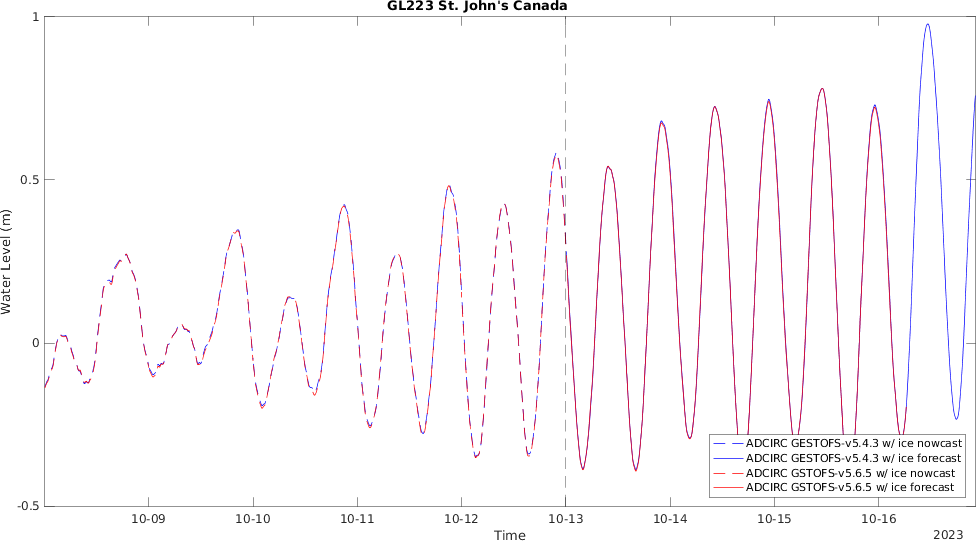 GL223 St. John's Canada
1
0.5
0
-0.5
Water Level (m)
ADCIRC GESTOFS-v5.4.3 w/ ice nowcast
ADCIRC GESTOFS-v5.4.3 w/ ice forecast
ADCIRC GSTOFS-v5.6.5 w/ ice nowcast
ADCIRC GSTOFS-v5.6.5 w/ ice forecast
10-09 10-10 10-11 10-12 10-13 10-14 10-15 10-16
Time
2023